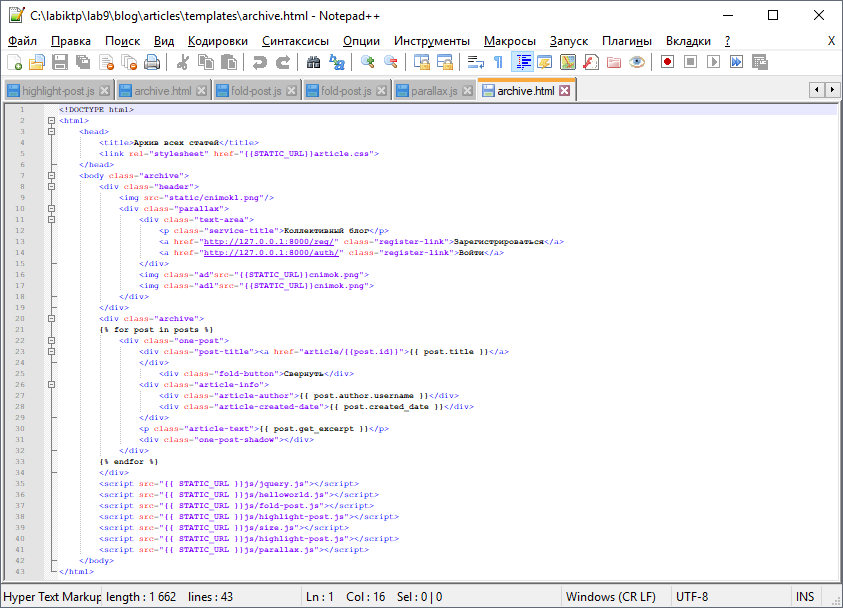 C:\labiktp\lab9\blog\articles\templates\archive.html - Notepad++
Файл Правка Поиск Вид Кодировки Синтаксисы Опции Инструменты Макросы Запуск Плагины Вкладки ? X
highlight-post.js archive.html fold-post.js fold-post.js parallax.js archive.html
1 <!DOCTYPE html>
2 <html>
3 <head>
4 <title>Архив всех статей</title>
5 <link rel="stylesheet" href="{{STATIC_URL}}article.css">
6 </head>
7 <body class="archive">
8 <div class="header">
9 <img src="static/cnimok1.png"/>
10 <div class="parallax">
11 <div class="text-area">
12 <p class="service-title">Коллективный блог</p>
13 <a href="http://127.0.0.1:8000/reg/" class="register-link">Зарегистрироваться</a>
14 <a href="http://127.0.0.1:8000/auth/" class="register-link">Войти</a>
15 </div>
16 <img class="ad"src="{{STATIC_URL}}cnimok.png">
17 <img class="ad1"src="{{STATIC_URL}}cnimok.png">
18 </div>
19 </div>
20 <div class="archive">
21 {% for post in posts %}
22 <div class="one-post">
23 <div class="post-title"><a href="article/{{post.id}}">{{ post.title }}</a>
24 </div>
25 <div class="fold-button">Свернуть</div>
26 <div class="article-info">
27 <div class="article-author">{{ post.author.username }}</div>
28 <div class="article-created-date">{{ post.created_date }}</div>
29 </div>
30 <p class="article-text">{{ post.get_excerpt }}</p>
31 <div class="one-post-shadow"></div>
32 </div>
33 {% endfor %}
34 </div>
35 <script src="{{ STATIC_URL }}js/jquery.js"></script>
36 <script src="{{ STATIC_URL }}js/helloworld.js"></script>
37 <script src="{{ STATIC_URL }}js/fold-post.js"></script>
38 <script src="{{ STATIC_URL }}js/highlight-post.js"></script>
39 <script src="{{ STATIC_URL }}js/size.js"></script>
40 <script src="{{ STATIC_URL }}js/highlight-post.js"></script>
41 <script src="{{ STATIC_URL }}js/parallax.js"></script>
42 </body>
43 </html>
Hyper Text Markup length : 1 662 lines : 43 Ln : 1 Col : 16 Sel : 0 | 0 Windows (CR LF) UTF-8 INS